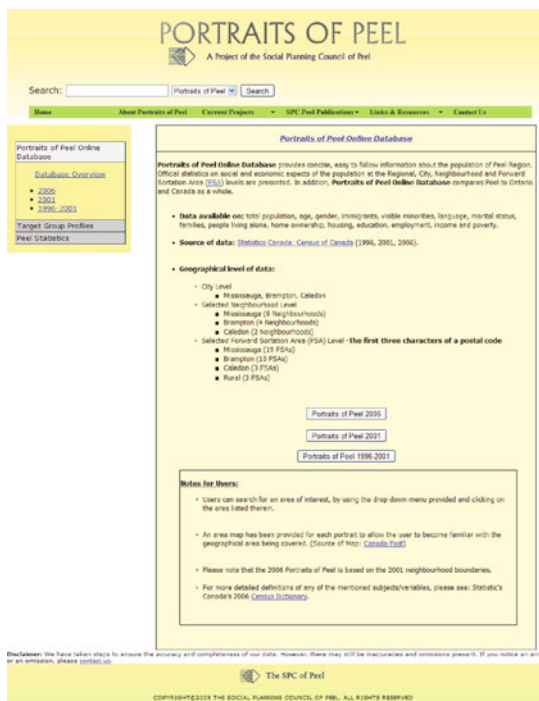 PORTRAITS OF PEEL
A Project of the Social Planning Council of Peel
Search: Portraits of Peel Search
Home About Portraits of Peel Current Projects SPC Peel Publications Links & Resources Contact Us
Portraits of Peel Online
Database
Database Overview
• 2006
• 2001
• 1996-2001
Target Group Profiles
Peel Statistics
Portraits of Peel Online Database
Portraits of Peel Online Database provides concise, easy to follow information about the population of Peel Region.
Official statistics on social and economic aspects of the population at the Regional, City, Neighbourhood and Forward
Sortation Area (FSA) levels are presented. In addition, Portraits of Peel Online Database compares Peel to Ontario
and Canada as a whole.
• Data available on: total population, age, gender, immigrants, visible minorities, language, marital status,
families, people living alone, home ownership, housing, education, employment, income and poverty.
• Source of data: Statistics Canada: Census of Canada (1996, 2001, 2006).
• Geographical level of data:
◦ City Level
■ Mississauga, Brampton, Caledon
◦ Selected Neighbourhood Level
■ Mississauga (9 Neighbourhoods)
■ Brampton (4 Neighbourhoods)
■ Caledon (2 Neighbourhoods)
◦ Selected Forward Sortation Area (FSA) Level -The first three characters of a postal code
■ Mississauga (19 FSAs)
■ Brampton (10 FSAs)
■ Caledon (3 FSAs)
■ Rural (3 FSAs)
Portraits of Peel 2006
Portraits of Peel 2001
Portraits of Peel 1996-2001
Notes for Users:
◦ Users can search for an area of interest, by using the drop down menu provided and clicking on
the area listed therein.
◦ An area map has been provided for each portrait to allow the user to become familiar with the
geographical area being covered. (Source of Map: Canada Post)
◦ Please note that the 2006 Portraits of Peel is based on the 2001 neighbourhood boundaries.
◦ For more detailed definitions of any of the mentioned subjects/variables, please see: Statistic's
Canada's 2006 Census Dictionary.
Disclaimer: We have taken steps to ensure the accuracy and completeness of our data. However, there may still be inaccuracies and omissions present. If you notice an
or an omission, please contact us.
The SPC of Peel
COPYRIGHT©2009 THE SOCIAL PLANNING COUNCIL OF PEEL. ALL RIGHTS RESERVED